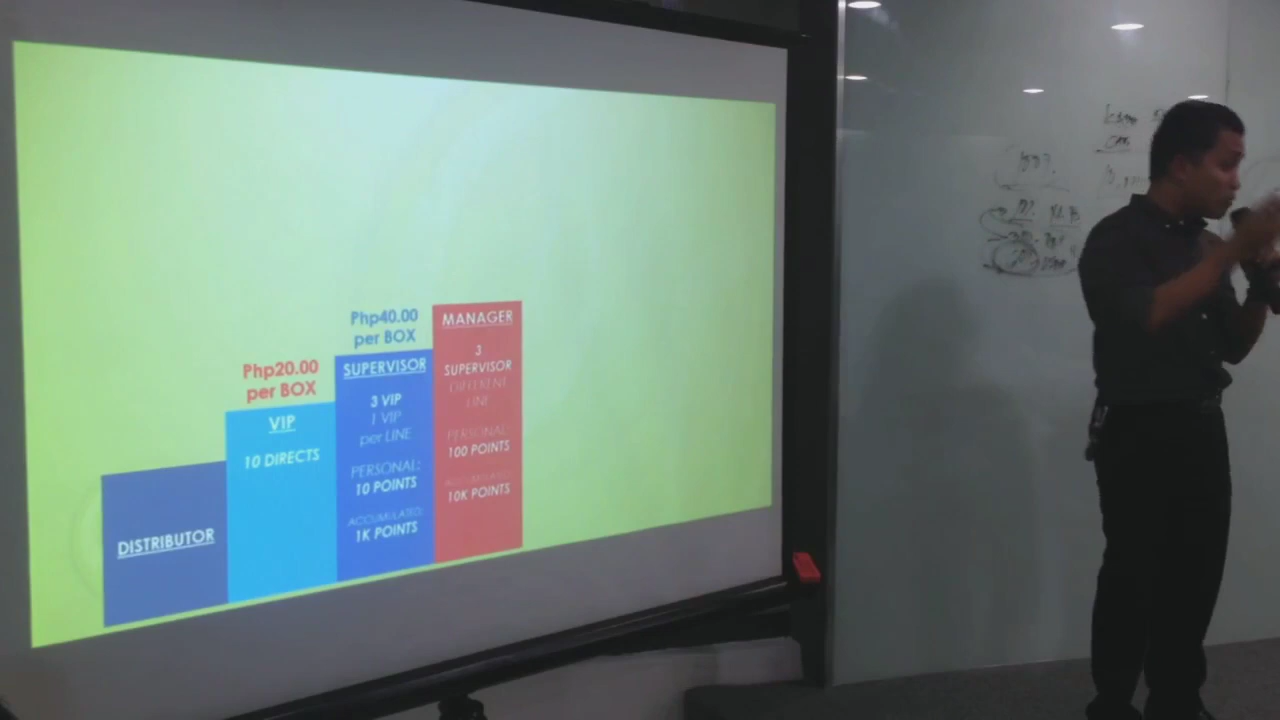 DISTRIBUTOR
Php20.00
per BOX
VIP
10 DIRECTS
Php40.00
per BOX
SUPERVISOR
3 VIP
1 VIP
per LINE
PERSONAL:
10 POINTS
ACCUMULATED:
1K POINTS
MANAGER
3
SUPERVISOR
DIFFERENT
LINE
PERSONAL
100 POINTS
ACCUMULATED
10K POINTS